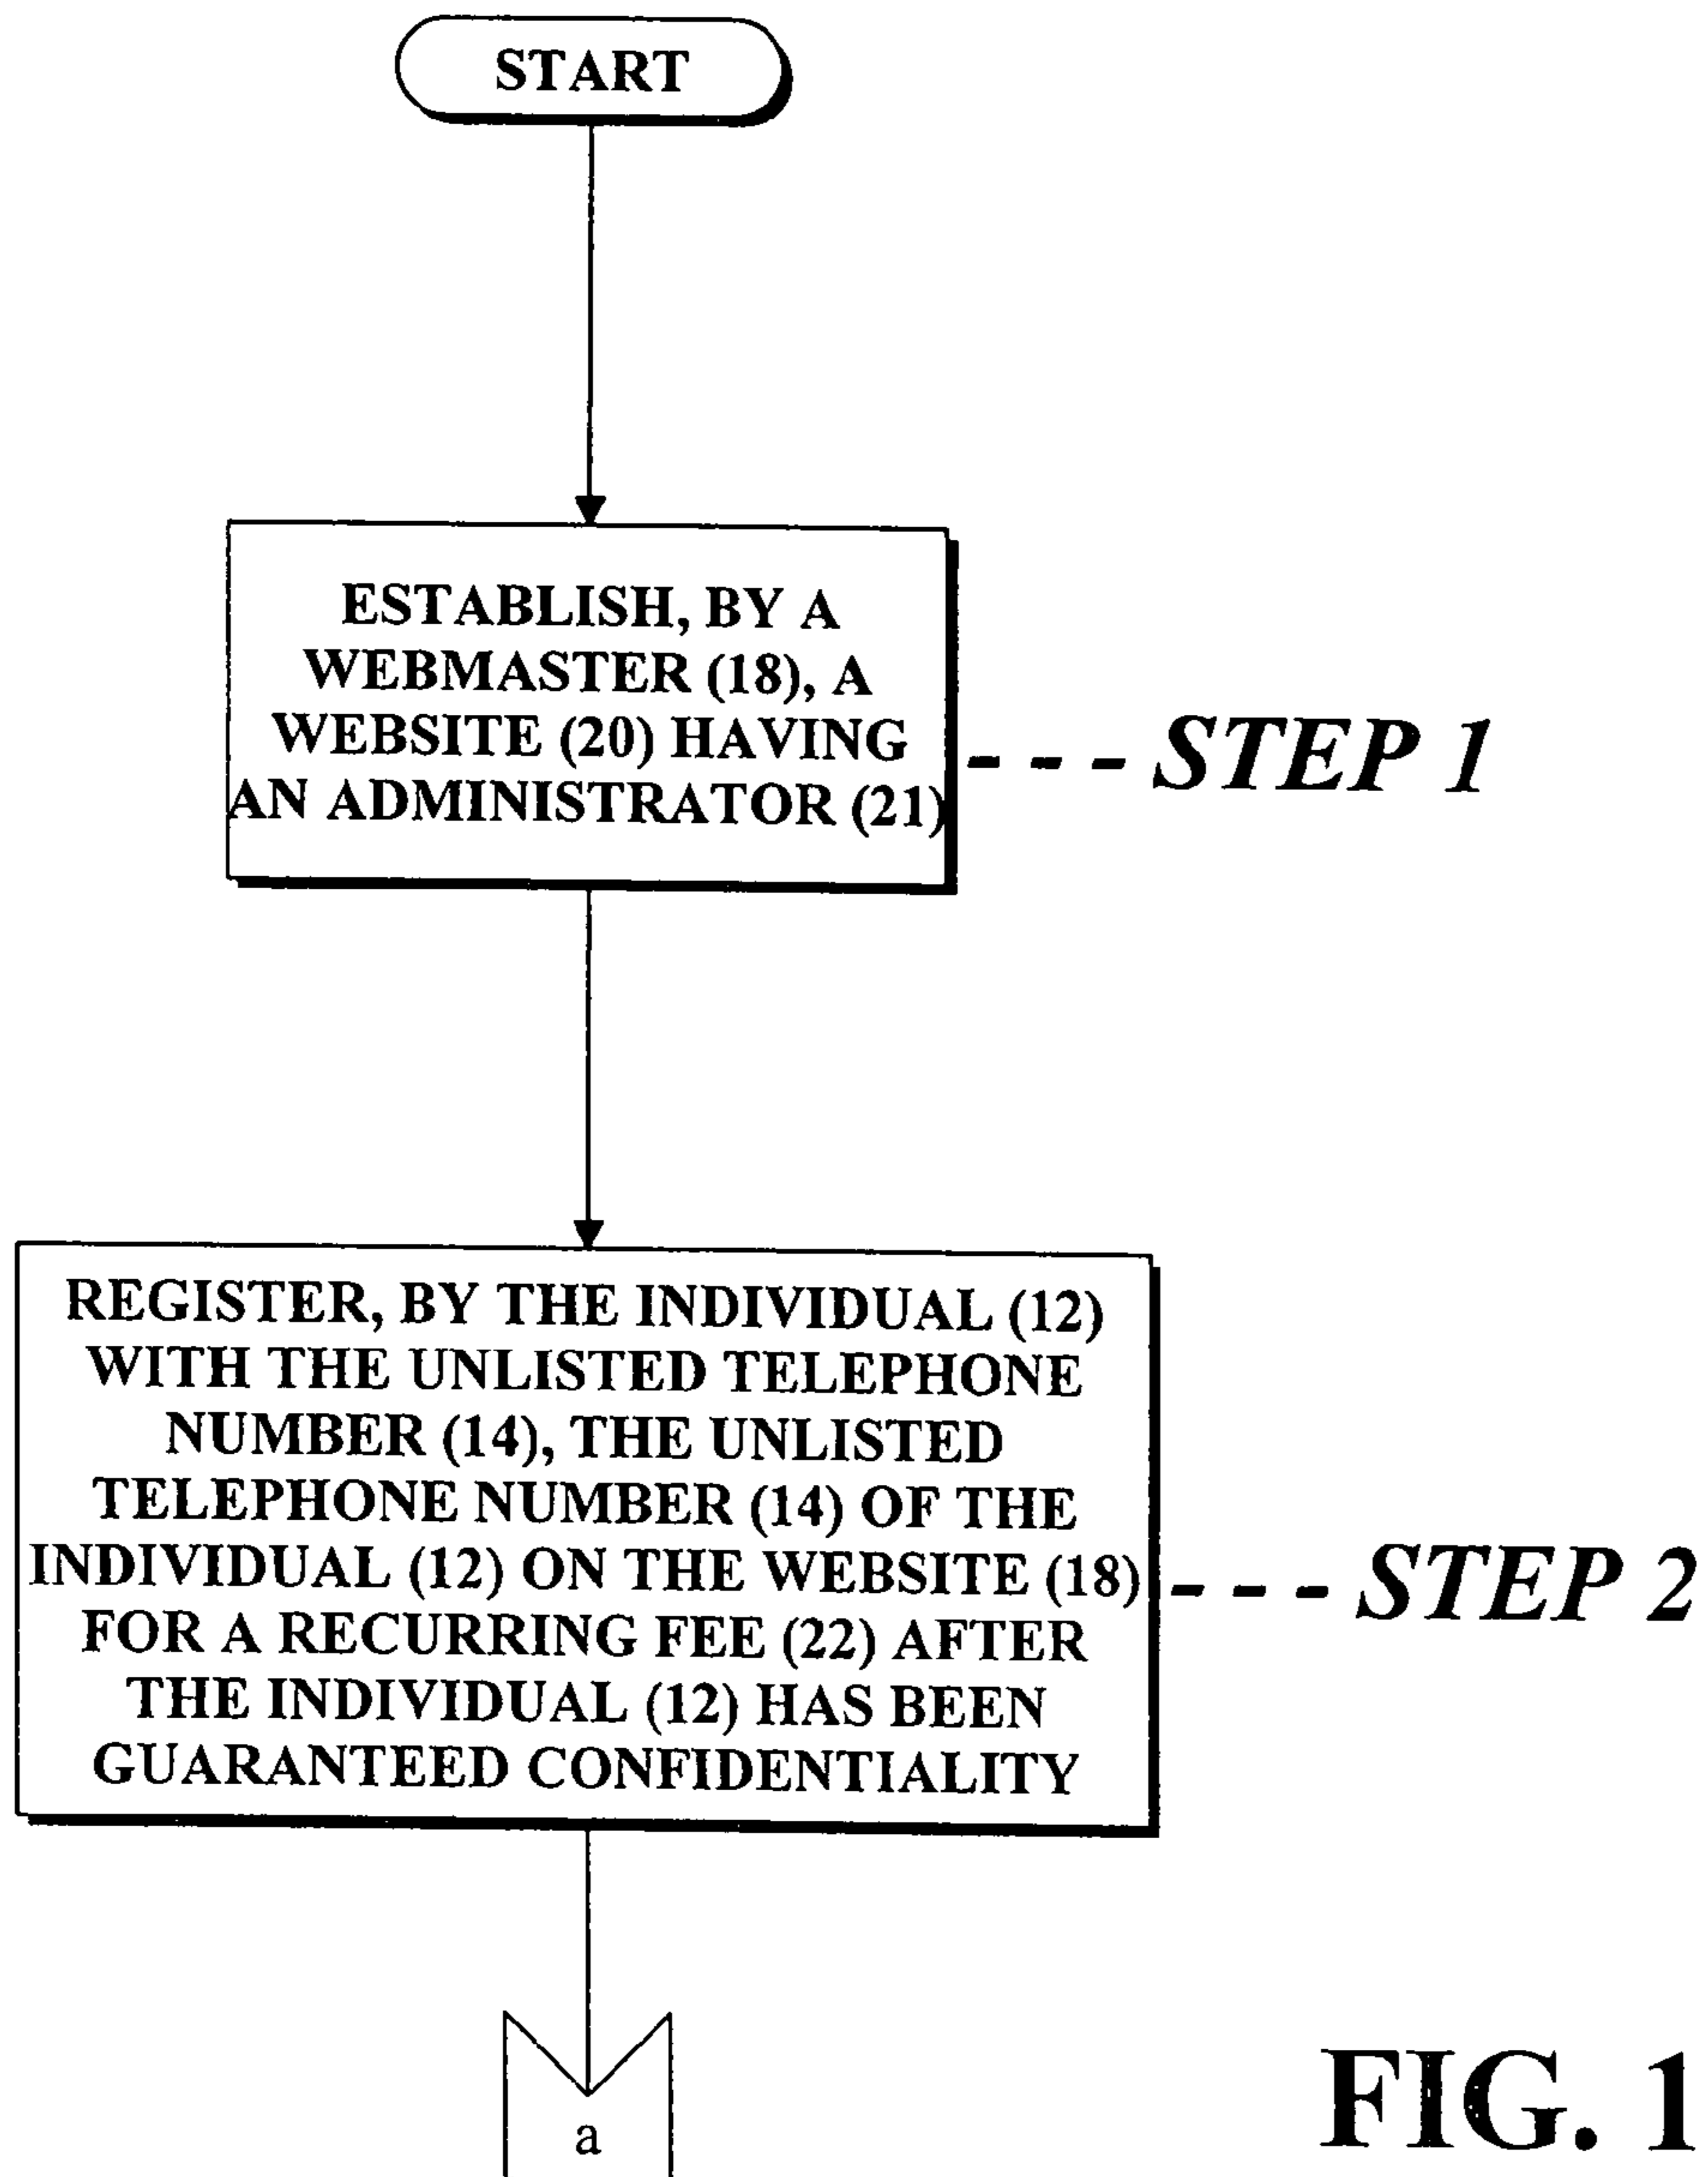 START
ESTABLISH, BY A
WEBMASTER (18), A
WEBSITE (20) HAVING
AN ADMINISTRATOR (21)
--- STEP 1
REGISTER, BY THE INDIVIDUAL (12)
WITH THE UNLISTED TELEPHONE
NUMBER (14), THE UNLISTED
TELEPHONE NUMBER (14) OF THE
INDIVIDUAL (12) ON THE WEBSITE (18)
FOR A RECURRING FEE (22) AFTER
THE INDIVIDUAL (12) HAS BEEN
GUARANTEED CONFIDENTIALITY
--- STEP 2
a
FIG. 1